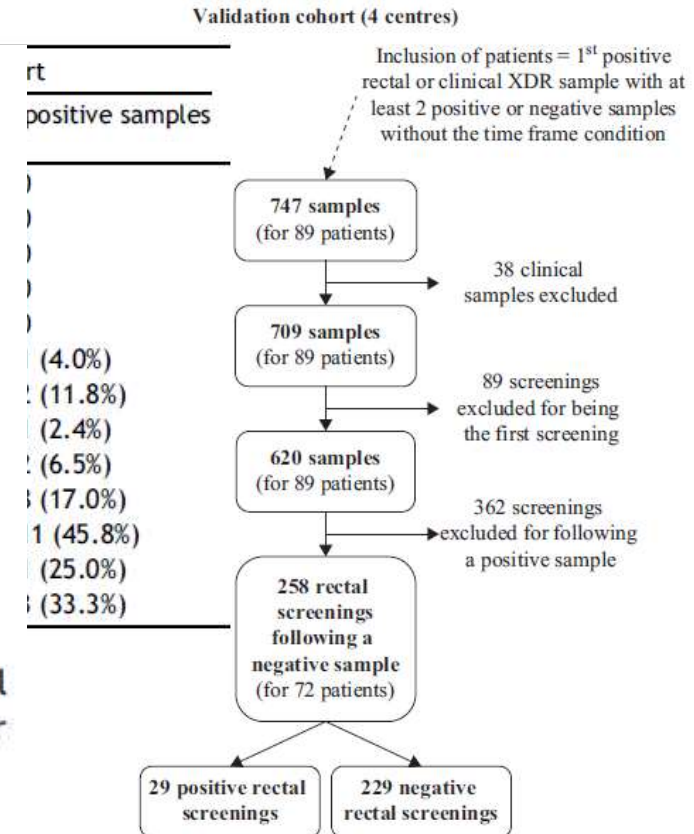 Validation cohort (4 centres)
rt
positive samples
)
)
)
)
)
(4.0%)
(11.8%)
(2.4%)
(6.5%)
(17.0%)
1 (45.8%)
(25.0%)
(33.3%)
Inclusion of patients = 1st positive
rectal or clinical XDR sample with at
least 2 positive or negative samples
without the time frame condition
747 samples
(for 89 patients)
38 clinical
samples excluded
709 samples
(for 89 patients)
89 screenings
excluded for being
the first screening
620 samples
(for 89 patients)
362 screenings
excluded for following
a positive sample
258 rectal
screenings
following a
negative sample
(for 72 patients)
29 positive rectal
screenings
229 negative
rectal screenings